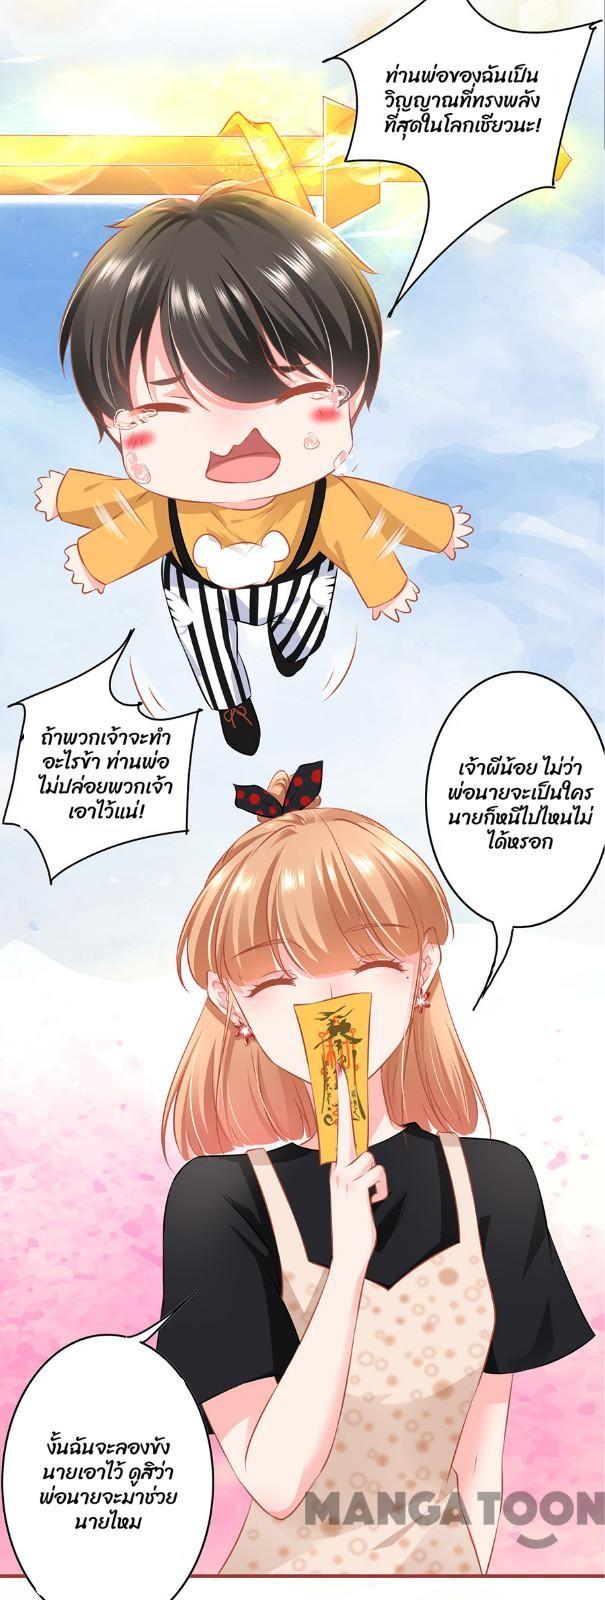 ท่านพ่อของฉันเป็น
วิญญาณที่ทรงพลัง
ที่สุดในโลกเชียวนะ!
ถ้าพวกเจ้าจะทำ
อะไรข้า ท่านพ่อ
ไม่ปล่อยพวกเจ้า
เอาไว้แน่!
เจ้าผีน้อย ไม่ว่า
พ่อนายจะเป็นใคร
นายก็หนีไปไหนไม่
ได้หรอก
งั้นฉันจะลองขัง
นายเอาไว้ ดูสิว่า
พ่อนายจะมาช่วย
นายไหม
MANGA TOON